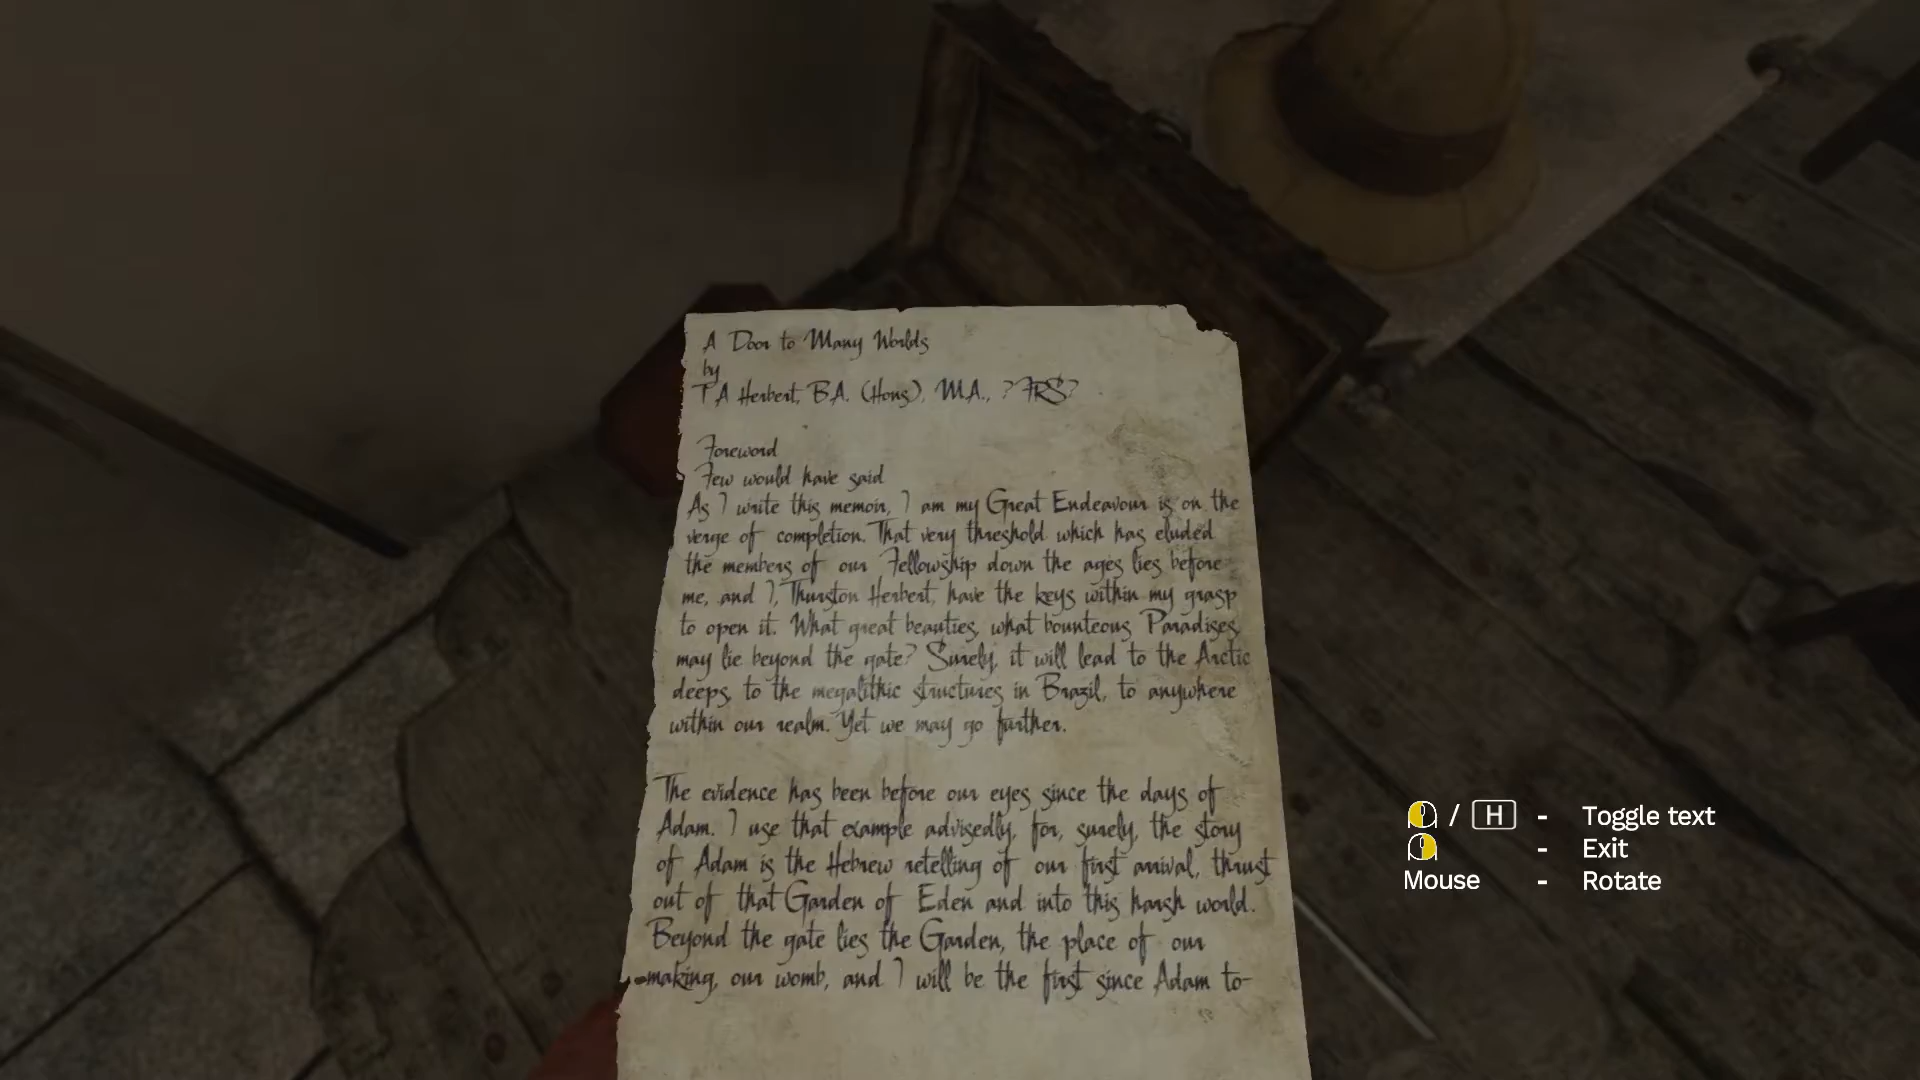 A Door to Many Worlds
by
T A Herbert, B.A. (Hons), M.A., ?FRS?
Foreword
Few would have said
As I write this memoir, I am my Great Endeavour is on the
verge of completion. That very threshold which has eluded
the members of our Fellowship down the ages lies before
me, and I, Thurston Herbert, have the keys within my grasp
to open it. What great beauties, what bounteous Paradises,
may lie beyond the gate? Surely, it will lead to the Arctic
deeps, to the megalithic structures in Brazil, to anywhere
within our realm. Yet we may go further.
The evidence has been before our eyes since the days of
Adam. I use that example advisedly, for, surely, the story
of Adam is the Hebrew retelling of our first arrival, thrust
out of that Garden of Eden and into this harsh world.
Beyond the gate lies the Garden, the place of our
making, our womb, and I will be the first since Adam to-
/ H - Toggle text
- Exit
Mouse - Rotate